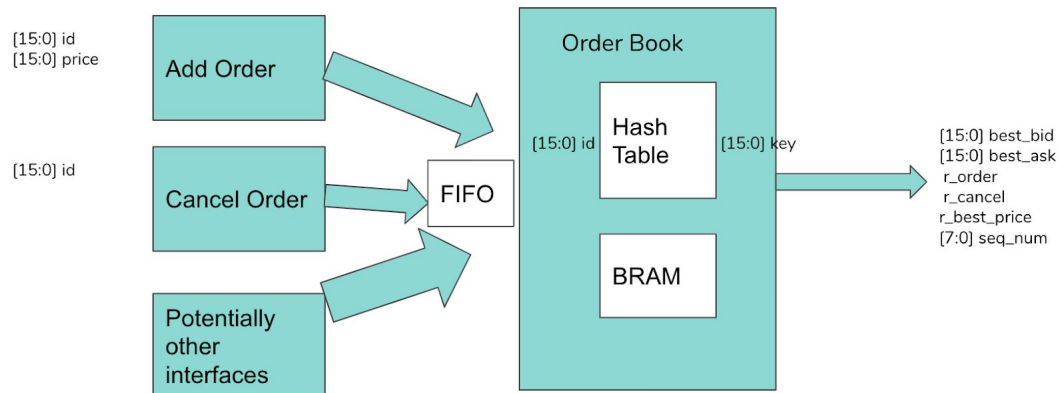 [15:0] id
[15:0] price
Add Order
[15:0] id
Cancel Order
Potentially
other
interfaces
FIFO
Order Book
[15:0] id
Hash
Table
[15:0] key
BRAM
[15:0] best_bid
[15:0] best_ask
r_order
r_cancel
r_best_price
[7:0] seq_num